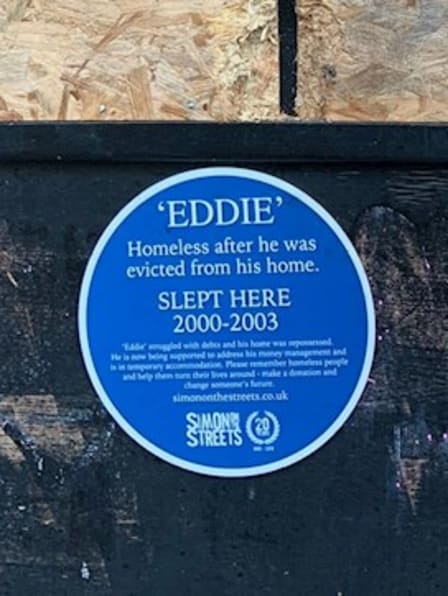 ‘EDDIE’
Homeless after he was
evicted from his home.
SLEPT HERE
2000-2003
‘Eddie’ struggled with debts and his home was repossessed.
He is now being supported to address his money management and
is in temporary accommodation. Please remember homeless people
and help them turn their lives around - make a donation and
change someone's future.
simononthestreets.co.uk
SIMON ON THE
STREETS
20